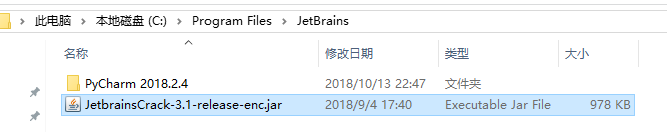 此电脑 > 本地磁盘 (C:) > Program Files > JetBrains
名称 修改日期 类型 大小
PyCharm 2018.2.4 2018/10/13 22:47 文件夹
JetbrainsCrack-3.1-release-enc.jar 2018/9/4 17:40 Executable Jar File 978 KB